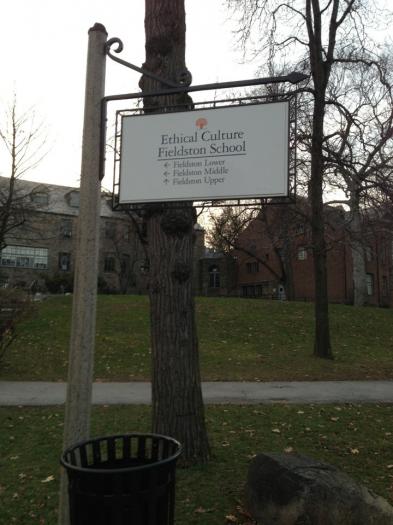 Ethical Culture
Fieldston School
← Fieldston Lower
← Fieldston Middle
↑ Fieldston Upper